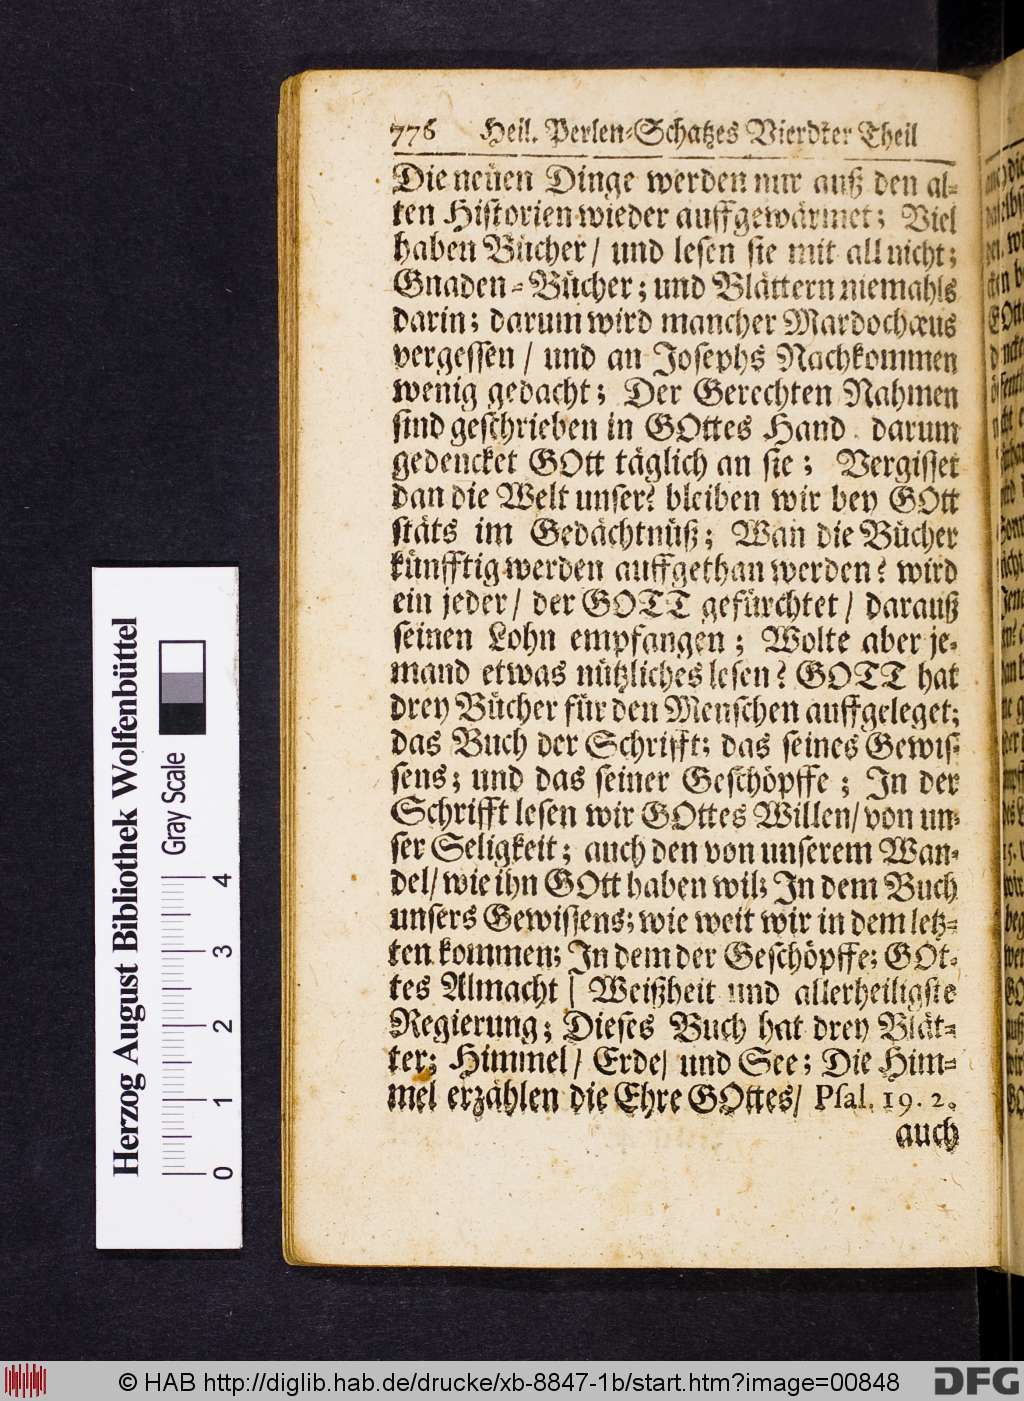 776 Heil. Perlen-Schatzes Vierdter Theil
Die neüen Dinge werden nur auß den al-
ten Historien wieder auffgewärmet; Viel
haben Bücher / und lesen sie mit all nicht;
Gnaden-Bücher; und Blättern niemahls
darin; darum wird mancher Mardochæus
vergessen / und an Josephs Nachkommen
wenig gedacht; Der Gerechten Nahmen
sind geschrieben in GOttes Hand. darum
gedencket GOtt täglich an sie; Vergisset
dan die Welt unser? bleiben wir bey GOtt
stäts im Gedächtnüß; Wan die Bücher
künfftig werden auffgethan werden? wird
ein jeder / der GOTT gefürchtet / darauß
seinen Lohn empfangen; Wolte aber je-
mand etwas nützliches lesen? GOTT hat
drey Bücher für den Menschen auffgeleget;
das Buch der Schrifft; das seines Gewis-
sens; und das seiner Geschöpffe; In der
Schrifft lesen wir GOttes Willen / von un-
ser Seligkeit; auch den von unserem Wan-
del / wie ihn GOtt haben wil; In dem Buch
unsers Gewissens; wie weit wir in dem letz-
ten kommen; In dem der Geschöpffe; GOt-
tes Almacht [ Weißheit und allerheiligste
Regierung; Dieses Buch hat drey Blät-
ter; Himmel / Erde / und See; Die Him-
mel erzählen die Ehre GOttes / Psal. 19. 2.
auch
Herzog August Bibliothek Wolfenbüttel
Gray Scale
0 1 2 3 4
© HAB http://diglib.hab.de/drucke/xb-8847-1b/start.htm?image=00848
DFG